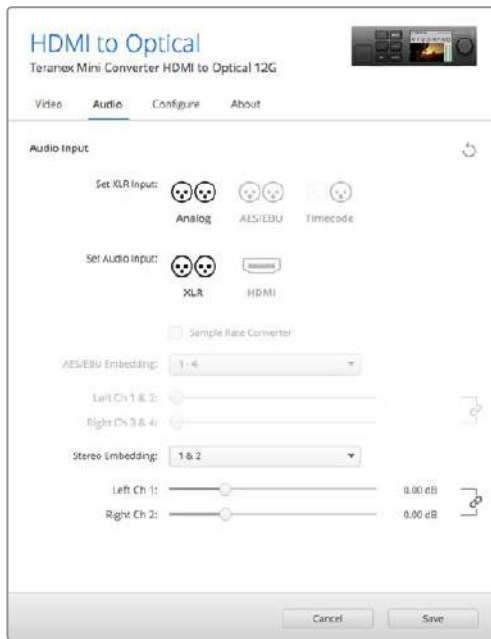 HDMI to Optical
Teranex Mini Converter HDMI to Optical 12G
Video Audio Configure About
Audio Input
Set XLR Input:
Analog AES/EBU Timecode
Set Audio Input:
XLR HDMI
Sample Rate Converter
AES/EBU Embedding: 1 - 4
Left Ch 1 & 2:
Right Ch 3 & 4:
Stereo Embedding: 1 & 2
Left Ch 1: 0.00 dB
Right Ch 2: 0.00 dB
Cancel Save